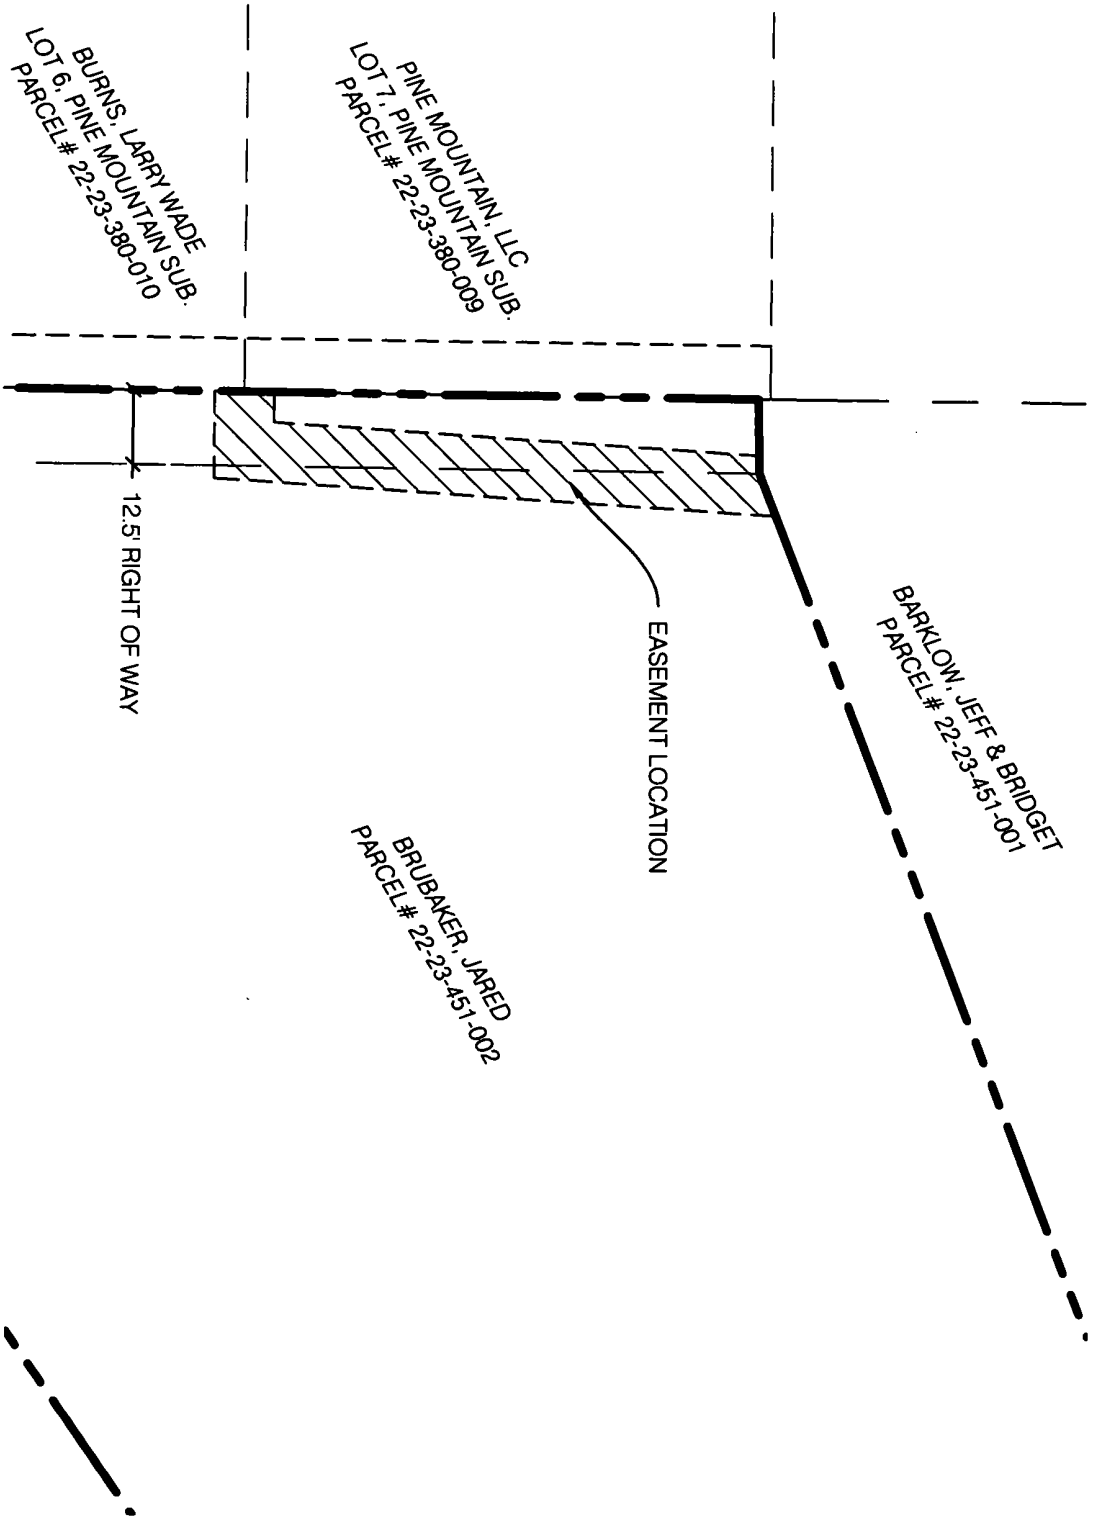 BURNS, LARRY WADE
LOT 6, PINE MOUNTAIN SUB.
PARCEL# 22-23-380-010
PINE MOUNTAIN, LLC
LOT 7, PINE MOUNTAIN SUB.
PARCEL# 22-23-380-009
12.5' RIGHT OF WAY
EASEMENT LOCATION
BARKLOW, JEFF & BRIDGET
PARCEL# 22-23-451-001
BRUBAKER, JARED
PARCEL# 22-23-451-002